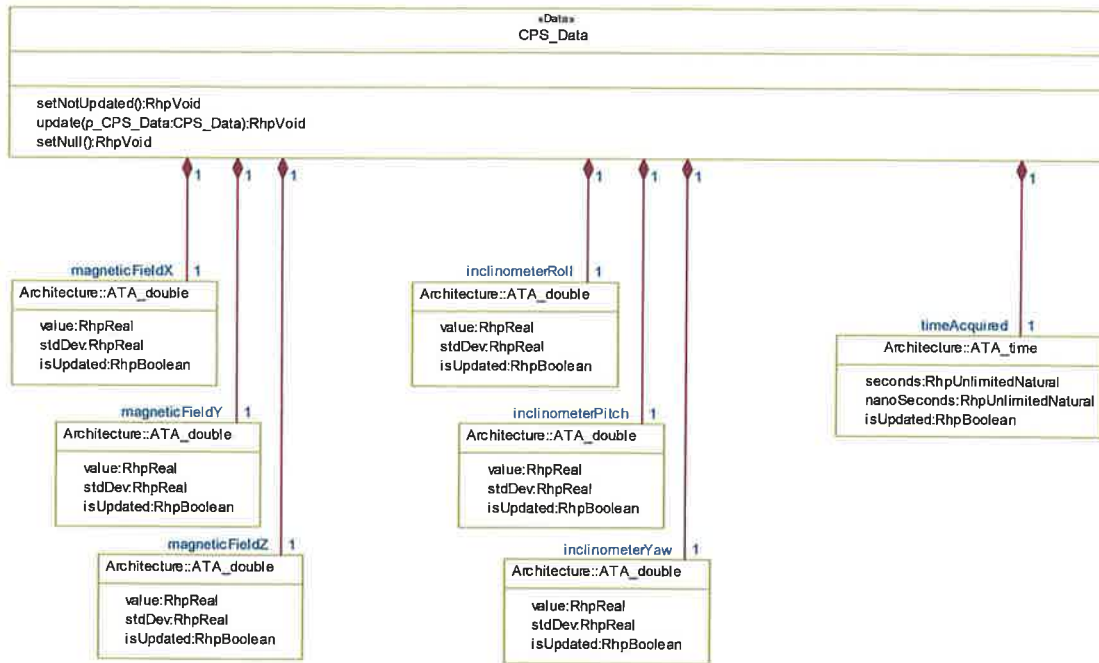 «Data»
CPS_Data
setNotUpdated():RhpVoid
update(p_CPS_Data:CPS_Data):RhpVoid
setNull():RhpVoid
1 1 1 1 1 1 1
magneticFieldX 1
Architecture::ATA_double
value:RhpReal
stdDev:RhpReal
isUpdated:RhpBoolean
magneticFieldY 1
Architecture::ATA_double
value:RhpReal
stdDev:RhpReal
isUpdated:RhpBoolean
magneticFieldZ 1
Architecture::ATA_double
value:RhpReal
stdDev:RhpReal
isUpdated:RhpBoolean
inclinometerRoll 1
Architecture::ATA_double
value:RhpReal
stdDev:RhpReal
isUpdated:RhpBoolean
inclinometerPitch 1
Architecture::ATA_double
value:RhpReal
stdDev:RhpReal
isUpdated:RhpBoolean
inclinometerYaw 1
Architecture::ATA_double
value:RhpReal
stdDev:RhpReal
isUpdated:RhpBoolean
timeAcquired 1
Architecture::ATA_time
seconds:RhpUnlimitedNatural
nanoSeconds:RhpUnlimitedNatural
isUpdated:RhpBoolean